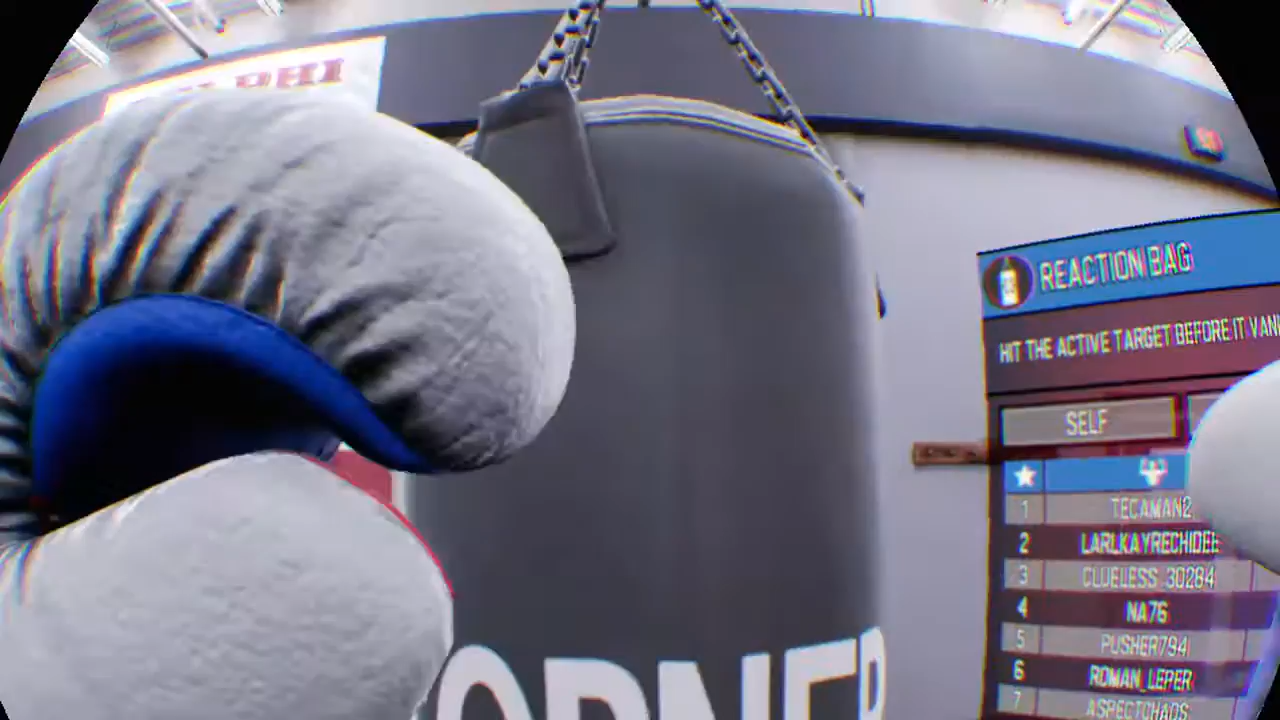 REACTION BAG
HIT THE ACTIVE TARGET BEFORE IT
SELF
1 TECAMAN2
2 LARLKAYRECHIDEE
3 CLUELESS_30284
4 NA76
5 PUSHER794
6 ROMAN_LEPER
7 ASPECTCHAOS